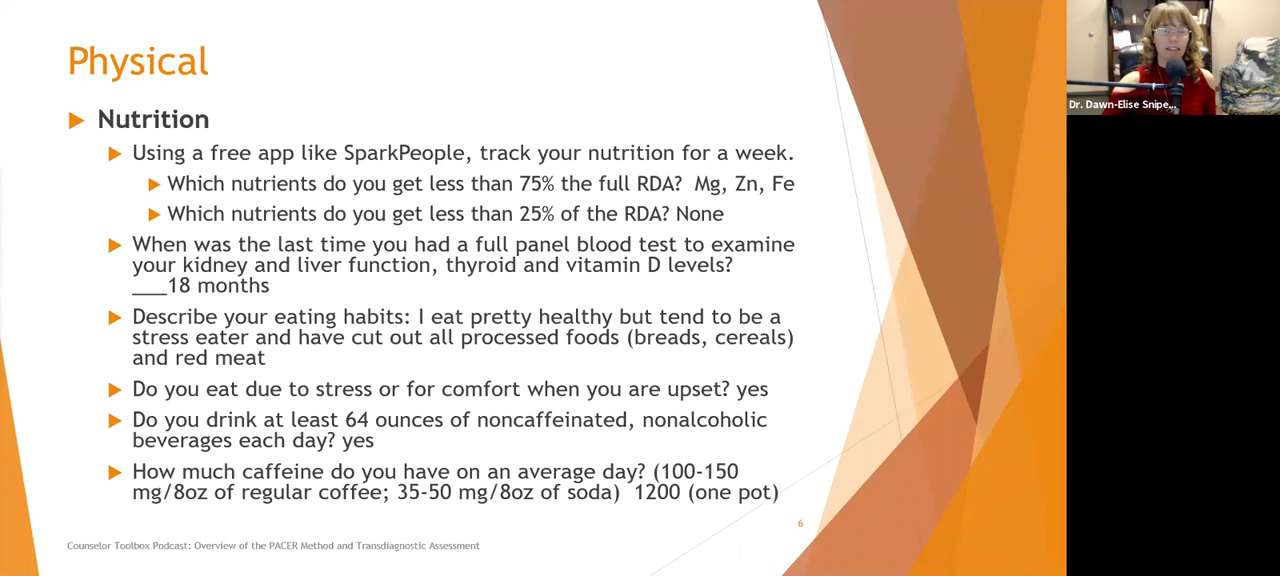 Physical
Nutrition
Using a free app like SparkPeople, track your nutrition for a week.
Which nutrients do you get less than 75% the full RDA?  Mg, Zn, Fe
Which nutrients do you get less than 25% of the RDA? None
When was the last time you had a full panel blood test to examine
your kidney and liver function, thyroid and vitamin D levels?
___18 months
Describe your eating habits: I eat pretty healthy but tend to be a
stress eater and have cut out all processed foods (breads, cereals)
and red meat
Do you eat due to stress or for comfort when you are upset? yes
Do you drink at least 64 ounces of noncaffeinated, nonalcoholic
beverages each day? yes
How much caffeine do you have on an average day? (100-150
mg/8oz of regular coffee; 35-50 mg/8oz of soda)  1200 (one pot)
6
Counselor Toolbox Podcast: Overview of the PACER Method and Transdiagnostic Assessment
Dr. Dawn-Elise Snipe...